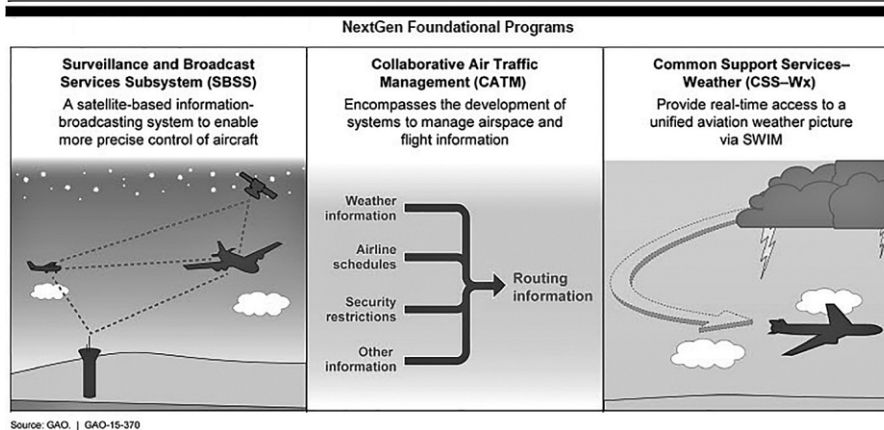 NextGen Foundational Programs
Surveillance and Broadcast
Services Subsystem (SBSS)
A satellite-based information-
broadcasting system to enable
more precise control of aircraft
Collaborative Air Traffic
Management (CATM)
Encompasses the development of
systems to manage airspace and
flight information
Weather
information
Airline
schedules
Security
restrictions
Other
information
Routing
information
Common Support Services–
Weather (CSS–Wx)
Provide real-time access to a
unified aviation weather picture
via SWIM
Source: GAO. | GAO-15-370